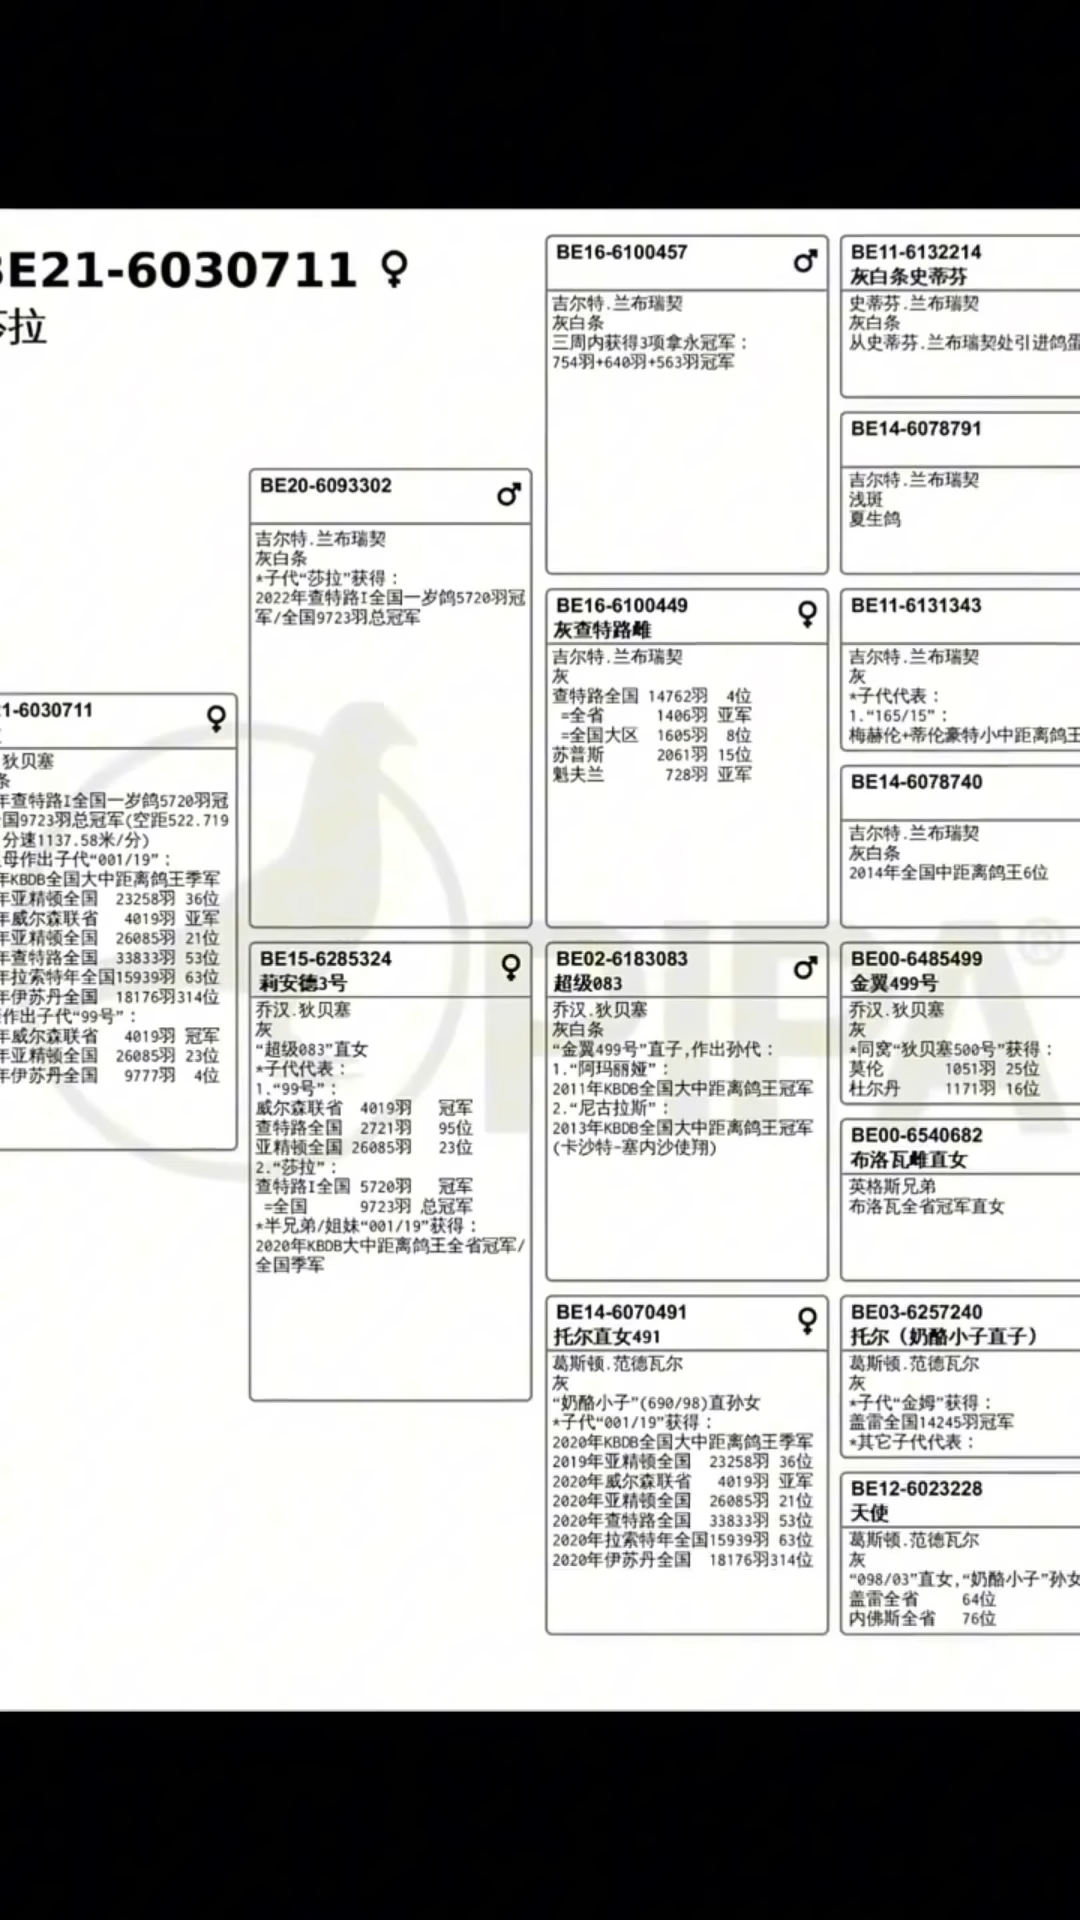 BE21-6030711 ♀
莎拉
1-6030711 ♀
狄贝塞
条
年查特路I全国一岁鸽5720羽冠
国9723羽总冠军(空距522.719
分速1137.58米/分)
母作出子代“001/19”：
年KBDB全国大中距离鸽王季军
年亚精顿全国 23258羽 36位
年威尔森联省 4019羽 亚军
年亚精顿全国 26085羽 21位
年查特路全国 33833羽 53位
年拉索特年全国15939羽 63位
年伊苏丹全国 18176羽314位
作出子代“99号”：
年威尔森联省 4019羽 冠军
年亚精顿全国 26085羽 23位
年伊苏丹全国 9777羽 4位
BE20-6093302 ♂
吉尔特.兰布瑞契
灰白条
*子代“莎拉”获得：
2022年查特路I全国一岁鸽5720羽冠
军/全国9723羽总冠军
BE15-6285324 ♀
莉安德3号
乔汉.狄贝塞
灰
“超级083”直女
*子代代表：
1.“99号”：
威尔森联省 4019羽 冠军
查特路全国 2721羽 95位
亚精顿全国 26085羽 23位
2.“莎拉”：
查特路I全国 5720羽 冠军
=全国 9723羽 总冠军
*半兄弟/姐妹“001/19”获得：
2020年KBDB大中距离鸽王全省冠军/
全国季军
BE16-6100457 ♂
吉尔特.兰布瑞契
灰白条
三周内获得3项拿永冠军：
754羽+640羽+563羽冠军
BE16-6100449 ♀
灰查特路雌
吉尔特.兰布瑞契
灰
查特路全国 14762羽 4位
=全省 1406羽 亚军
=全国大区 1605羽 8位
苏普斯 2061羽 15位
魁夫兰 728羽 亚军
BE02-6183083 ♂
超级083
乔汉.狄贝塞
灰白条
“金翼499号”直子,作出孙代：
1.“阿玛丽娅”：
2011年KBDB全国大中距离鸽王冠军
2.“尼古拉斯”：
2013年KBDB全国大中距离鸽王冠军
(卡沙特-塞内沙使翔)
BE14-6070491 ♀
托尔直女491
葛斯顿.范德瓦尔
灰
“奶酪小子”(690/98)直孙女
*子代“001/19”获得：
2020年KBDB全国大中距离鸽王季军
2019年亚精顿全国 23258羽 36位
2020年威尔森联省 4019羽 亚军
2020年亚精顿全国 26085羽 21位
2020年查特路全国 33833羽 53位
2020年拉索特年全国15939羽 63位
2020年伊苏丹全国 18176羽314位
BE11-6132214
灰白条史蒂芬
史蒂芬.兰布瑞契
灰白条
从史蒂芬.兰布瑞契处引进鸽蛋
BE14-6078791
吉尔特.兰布瑞契
浅斑
夏生鸽
BE11-6131343
吉尔特.兰布瑞契
灰
*子代代表：
1.“165/15”：
梅赫伦+蒂伦豪特小中距离鸽王
BE14-6078740
吉尔特.兰布瑞契
灰白条
2014年全国中距离鸽王6位
BE00-6485499
金翼499号
乔汉.狄贝塞
灰
*同窝“狄贝塞500号”获得：
莫伦 1051羽 25位
杜尔丹 1171羽 16位
BE00-6540682
布洛瓦雌直女
英格斯兄弟
布洛瓦全省冠军直女
BE03-6257240
托尔（奶酪小子直子）
葛斯顿.范德瓦尔
灰
*子代“金姆”获得：
盖雷全国14245羽冠军
*其它子代代表：
BE12-6023228
天使
葛斯顿.范德瓦尔
灰
“098/03”直女,“奶酪小子”孙女
盖雷全省 64位
内佛斯全省 76位
PIPA®